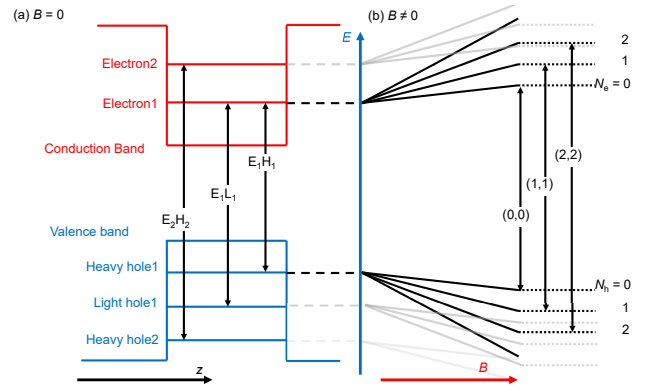 (a) B = 0
Electron2
Electron1
Conduction Band
E₁H₁
E₁L₁
E₂H₂
Valence band
Heavy hole1
Light hole1
Heavy hole2
z
(b) B ≠ 0
E
2
1
Nₑ = 0
(2,2)
(1,1)
(0,0)
Nₕ = 0
1
2
B